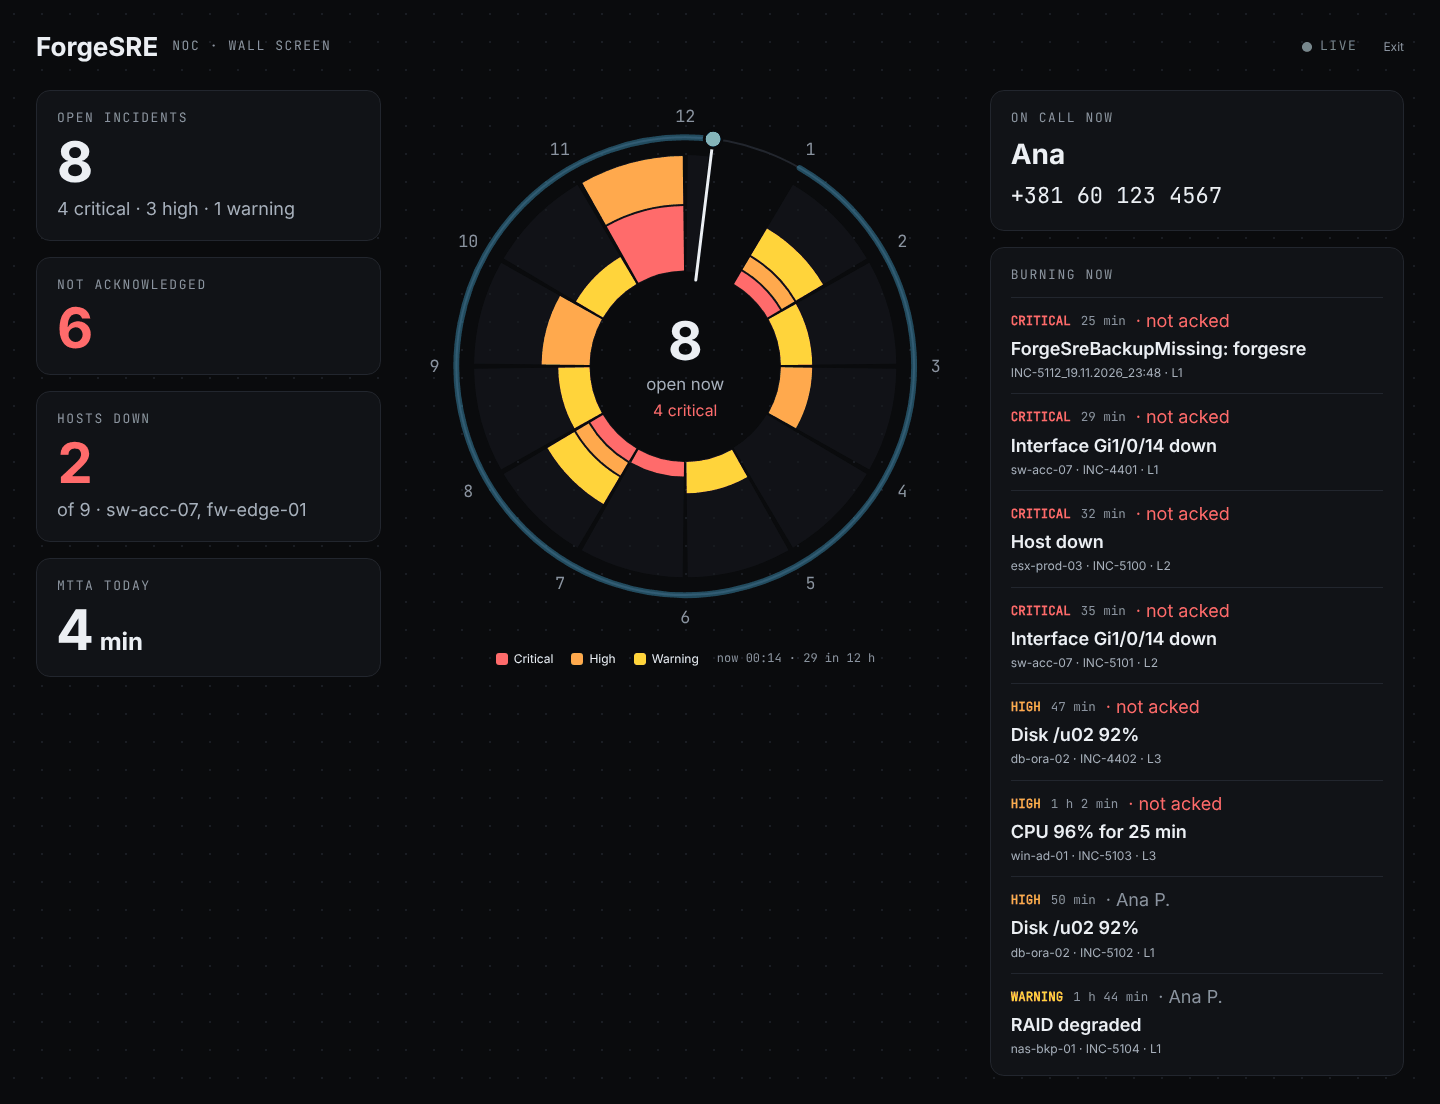 ForgeSRE NOC · WALL SCREEN
LIVE Exit
OPEN INCIDENTS
8
4 critical · 3 high · 1 warning
NOT ACKNOWLEDGED
6
HOSTS DOWN
2
of 9 · sw-acc-07, fw-edge-01
MTTA TODAY
4 min
12
1
2
3
4
5
6
7
8
9
10
11
8
open now
4 critical
Critical High Warning now 00:14 · 29 in 12 h
ON CALL NOW
Ana
+381 60 123 4567
BURNING NOW
CRITICAL 25 min · not acked
ForgeSreBackupMissing: forgesre
INC-5112_19.11.2026_23:48 · L1
CRITICAL 29 min · not acked
Interface Gi1/0/14 down
sw-acc-07 · INC-4401 · L1
CRITICAL 32 min · not acked
Host down
esx-prod-03 · INC-5100 · L2
CRITICAL 35 min · not acked
Interface Gi1/0/14 down
sw-acc-07 · INC-5101 · L2
HIGH 47 min · not acked
Disk /u02 92%
db-ora-02 · INC-4402 · L3
HIGH 1 h 2 min · not acked
CPU 96% for 25 min
win-ad-01 · INC-5103 · L3
HIGH 50 min · Ana P.
Disk /u02 92%
db-ora-02 · INC-5102 · L1
WARNING 1 h 44 min · Ana P.
RAID degraded
nas-bkp-01 · INC-5104 · L1